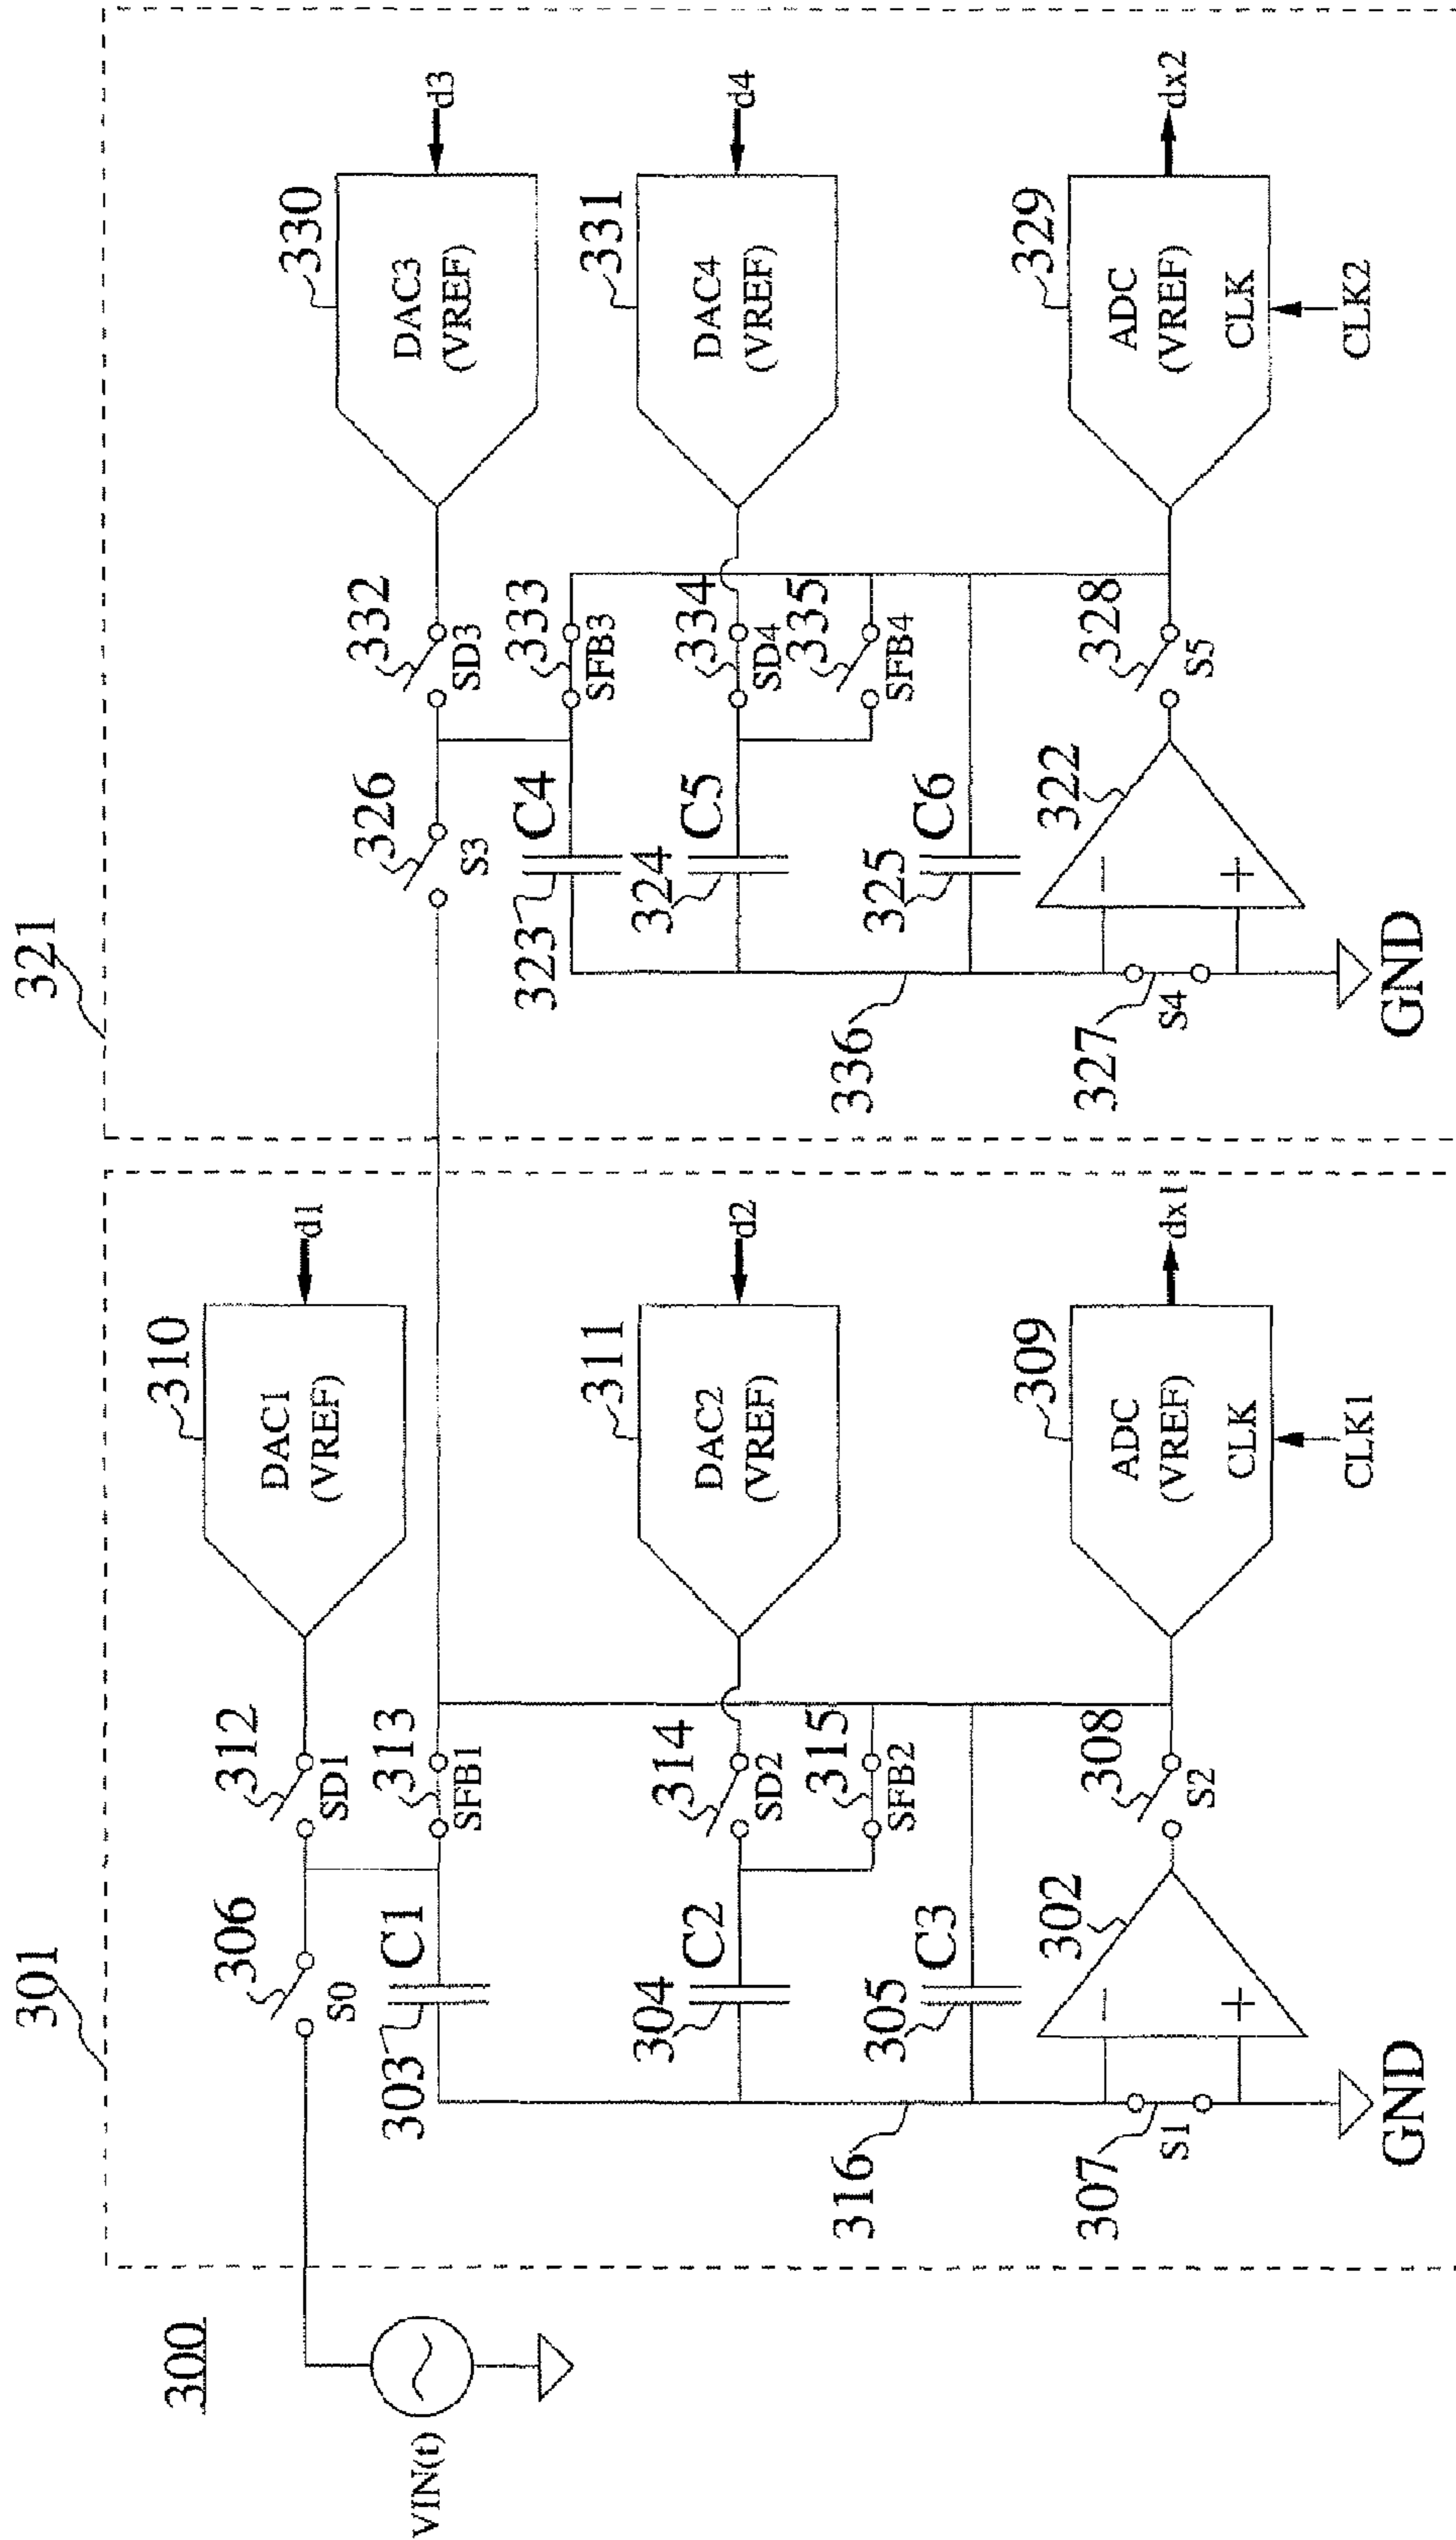 300
VIN(t)
301
306
S0
312
SD1
310
DAC1
(VREF)
d1
303
C1
313
SFB1
304
C2
314
SD2
311
DAC2
(VREF)
d2
315
SFB2
305
C3
316
302
−
+
307
S1
308
S2
309
ADC
(VREF)
CLK
dx1
CLK1
GND
321
326
S3
332
SD3
330
DAC3
(VREF)
d3
323
C4
333
SFB3
324
C5
334
SD4
331
DAC4
(VREF)
d4
335
SFB4
325
C6
336
322
−
+
327
S4
328
S5
329
ADC
(VREF)
CLK
dx2
CLK2
GND